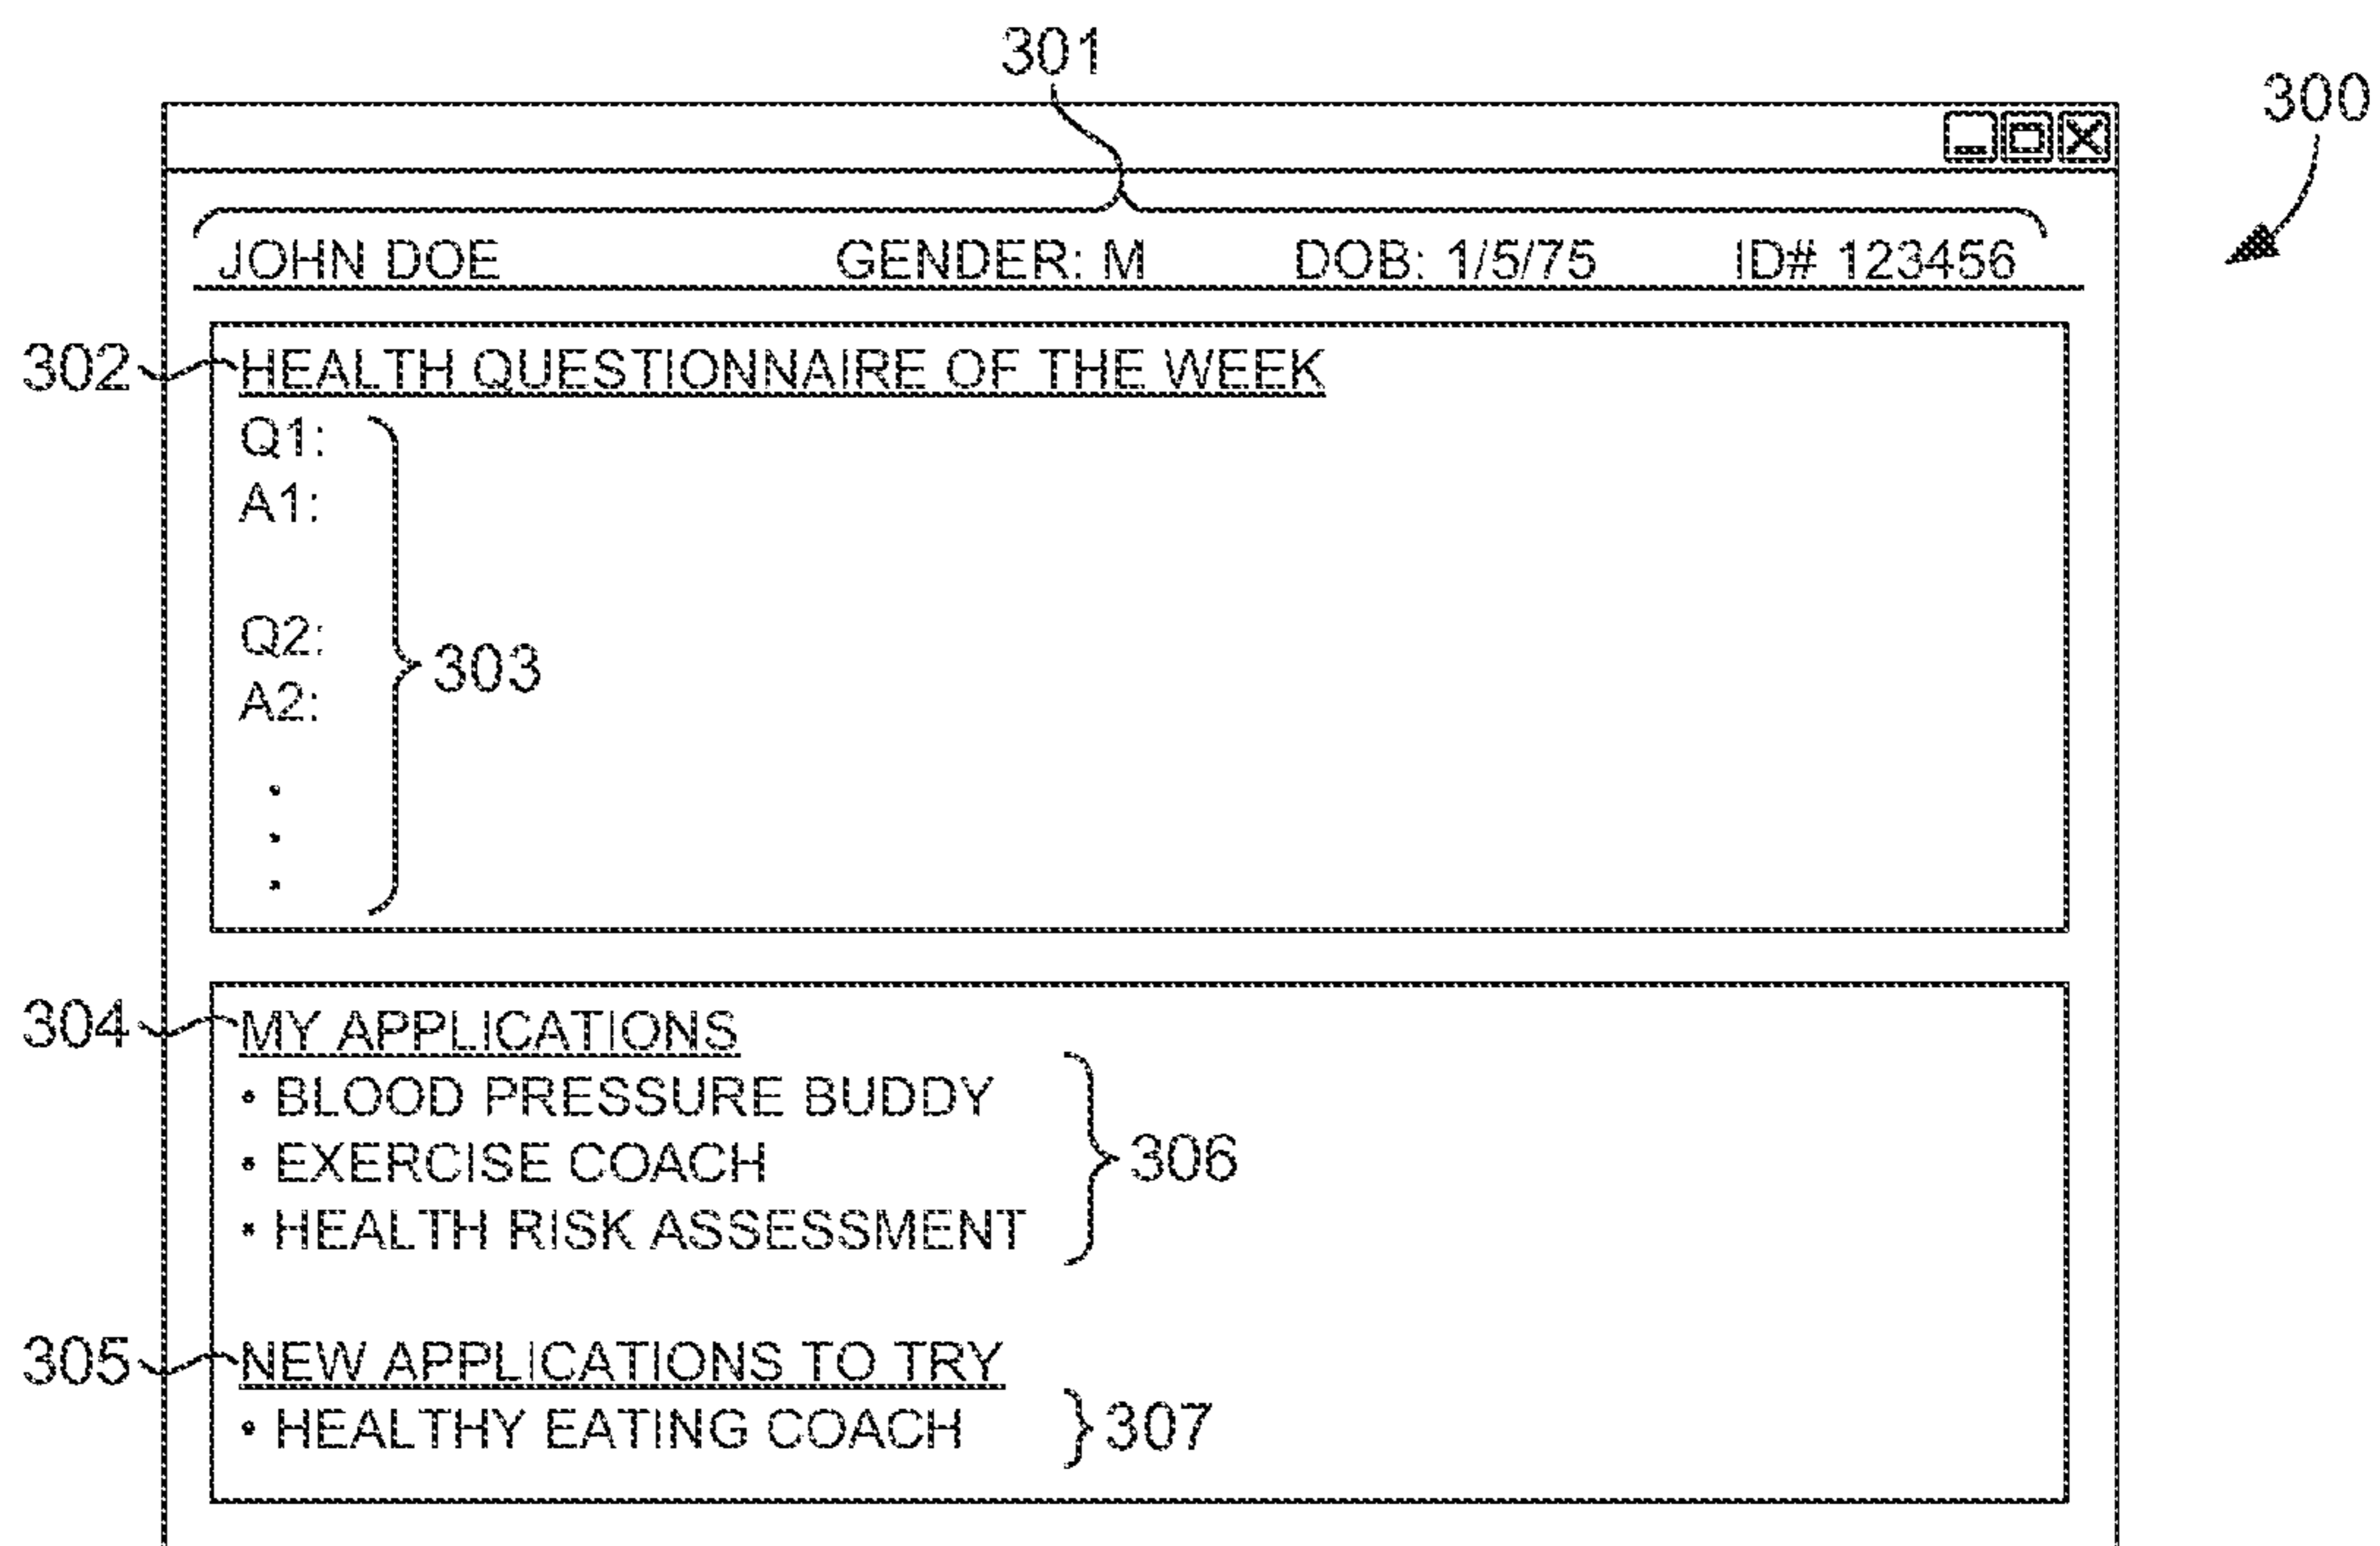 301
300
JOHN DOE GENDER: M DOB: 1/5/75 ID# 123456
302 HEALTH QUESTIONNAIRE OF THE WEEK
Q1:
A1:
Q2:
303
A2:
304 MY APPLICATIONS
• BLOOD PRESSURE BUDDY
• EXERCISE COACH
306
• HEALTH RISK ASSESSMENT
305 NEW APPLICATIONS TO TRY
• HEALTHY EATING COACH 307